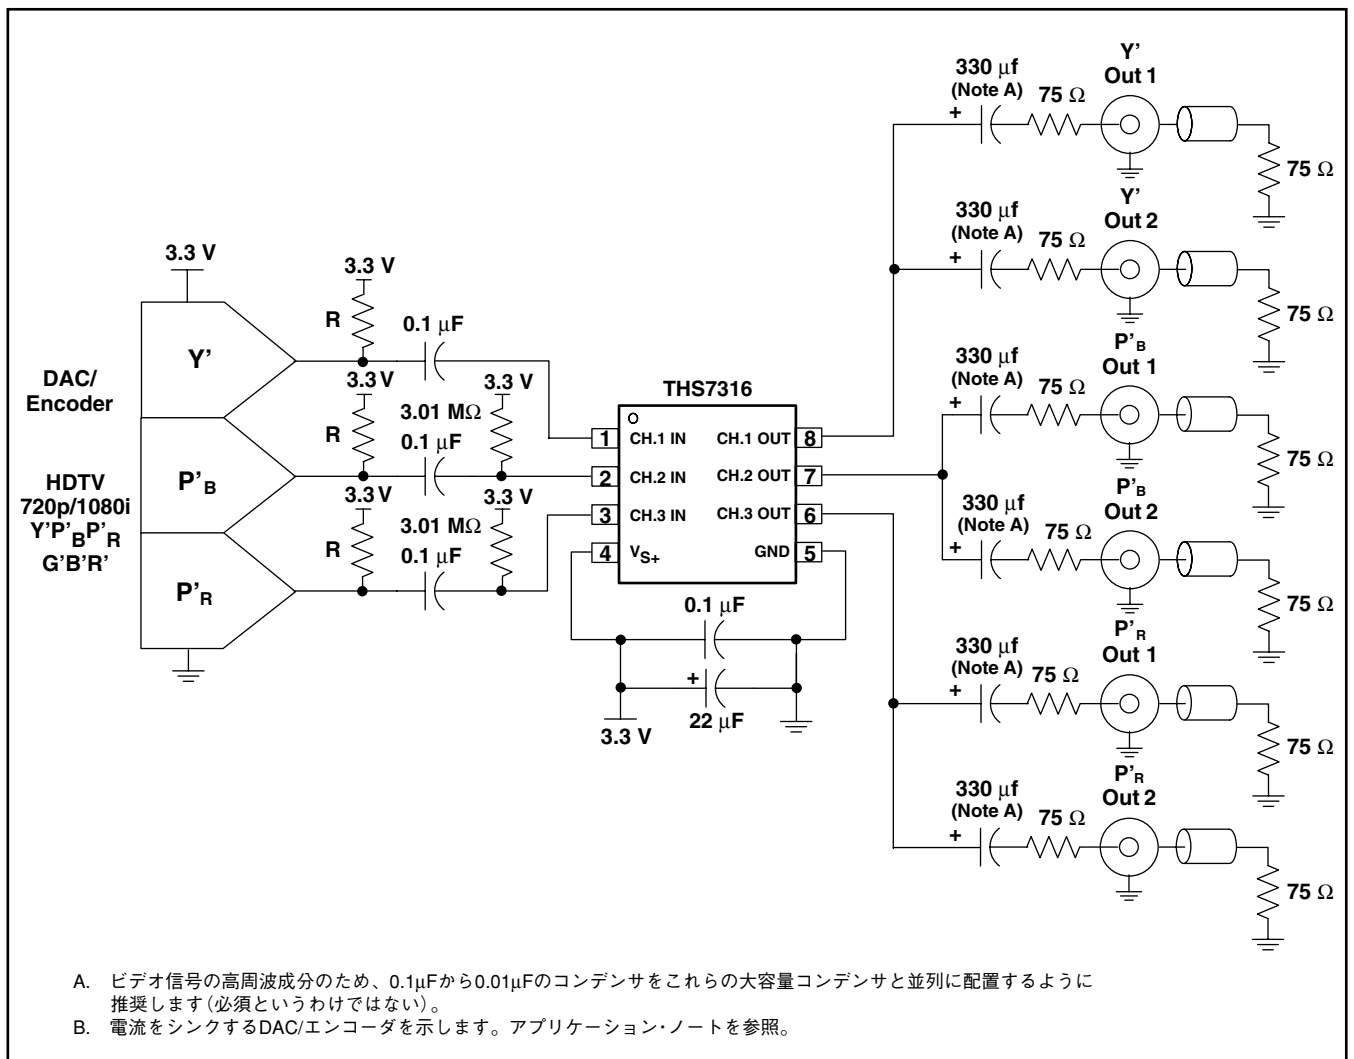 Y'
Out 1
330 μf
(Note A)
75 Ω
+
75 Ω
Y'
Out 2
330 μf
(Note A)
75 Ω
+
75 Ω
3.3 V
3.3 V
R
0.1 μF
Y'
DAC/
Encoder
3.3 V
3.3 V
3.01 MΩ
R
0.1 μF
P'B
HDTV
720p/1080i
Y'P'BP'R
G'B'R'
3.3 V
3.3 V
3.01 MΩ
R
0.1 μF
P'R
THS7316
1 CH.1 IN CH.1 OUT 8
2 CH.2 IN CH.2 OUT 7
3 CH.3 IN CH.3 OUT 6
4 VS+ GND 5
0.1 μF
+
22 μF
3.3 V
P'B
Out 1
330 μf
(Note A)
75 Ω
+
75 Ω
P'B
Out 2
330 μf
(Note A)
75 Ω
+
75 Ω
P'R
Out 1
330 μf
(Note A)
75 Ω
+
75 Ω
P'R
Out 2
330 μf
(Note A)
75 Ω
+
75 Ω
A. ビデオ信号の高周波成分のため、0.1μFから0.01μFのコンデンサをこれらの大容量コンデンサと並列に配置するように
推奨します(必須というわけではない)。
B. 電流をシンクするDAC/エンコーダを示します。アプリケーション・ノートを参照。